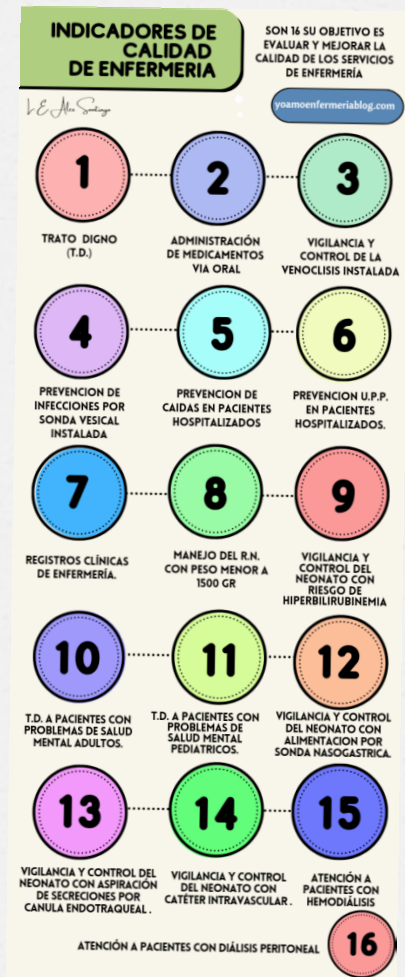 INDICADORES DE
CALIDAD
DE ENFERMERIA
SON 16 SU OBJETIVO ES
EVALUAR Y MEJORAR LA
CALIDAD DE LOS SERVICIOS
DE ENFERMERÍA
L.E. Alex Santiago
yoamoenfermeriablog.com
1
TRATO DIGNO
(T.D.)
2
ADMINISTRACIÓN
DE MEDICAMENTOS
VIA ORAL
3
VIGILANCIA Y
CONTROL DE LA
VENOCLISIS INSTALADA
4
PREVENCION DE
INFECCIONES POR
SONDA VESICAL
INSTALADA
5
PREVENCION DE
CAIDAS EN PACIENTES
HOSPITALIZADOS
6
PREVENCION U.P.P.
EN PACIENTES
HOSPITALIZADOS.
7
REGISTROS CLÍNICAS
DE ENFERMERÍA.
8
MANEJO DEL R.N.
CON PESO MENOR A
1500 GR
9
VIGILANCIA Y
CONTROL DEL
NEONATO CON
RIESGO DE
HIPERBILIRUBINEMIA
10
T.D. A PACIENTES CON
PROBLEMAS DE SALUD
MENTAL ADULTOS.
11
T.D. A PACIENTES CON
PROBLEMAS DE
SALUD MENTAL
PEDIATRICOS.
12
VIGILANCIA Y CONTROL
DEL NEONATO CON
ALIMENTACION POR
SONDA NASOGASTRICA.
13
VIGILANCIA Y CONTROL DEL
NEONATO CON ASPIRACIÓN
DE SECRECIONES POR
CANULA ENDOTRAQUEAL .
14
VIGILANCIA Y CONTROL
DEL NEONATO CON
CATÉTER INTRAVASCULAR .
15
ATENCIÓN A
PACIENTES CON
HEMODIÁLISIS
ATENCIÓN A PACIENTES CON DIÁLISIS PERITONEAL
16